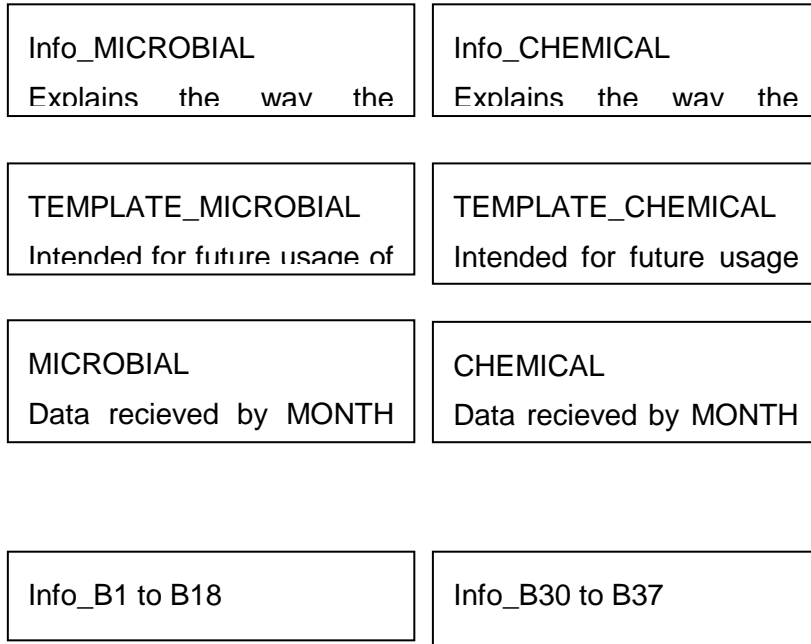 Info_MICROBIAL
Explains the way the
Info_CHEMICAL
Explains the way the
TEMPLATE_MICROBIAL
Intended for future usage of
TEMPLATE_CHEMICAL
Intended for future usage
MICROBIAL
Data recieved by MONTH
CHEMICAL
Data recieved by MONTH
Info_B1 to B18
Info_B30 to B37